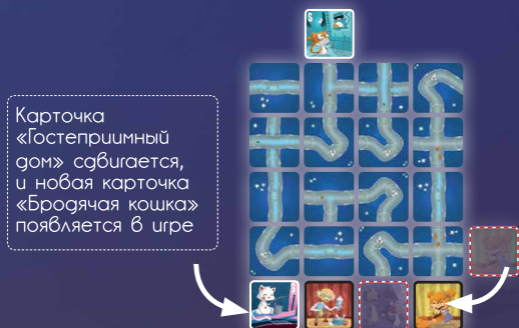 Карточка
«Гостеприимный
дом» сдвигается,
и новая карточка
«Бродячая кошка»
появляется в игре